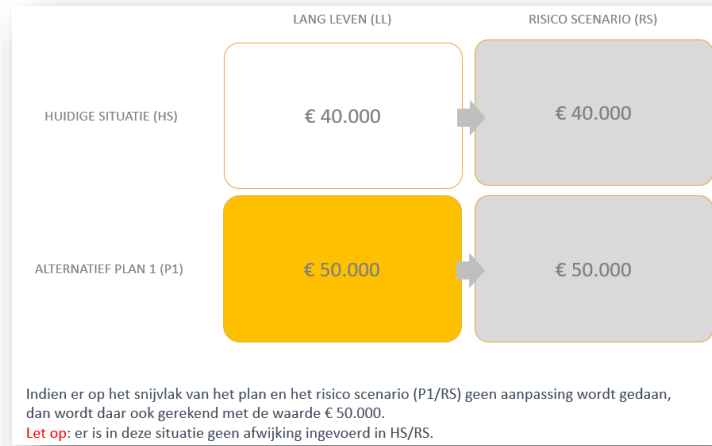 LANG LEVEN (LL) RISICO SCENARIO (RS)
HUIDIGE SITUATIE (HS) € 40.000 € 40.000
ALTERNATIEF PLAN 1 (P1) € 50.000 € 50.000
Indien er op het snijvlak van het plan en het risico scenario (P1/RS) geen aanpassing wordt gedaan,
dan wordt daar ook gerekend met de waarde € 50.000.
Let op: er is in deze situatie geen afwijking ingevoerd in HS/RS.